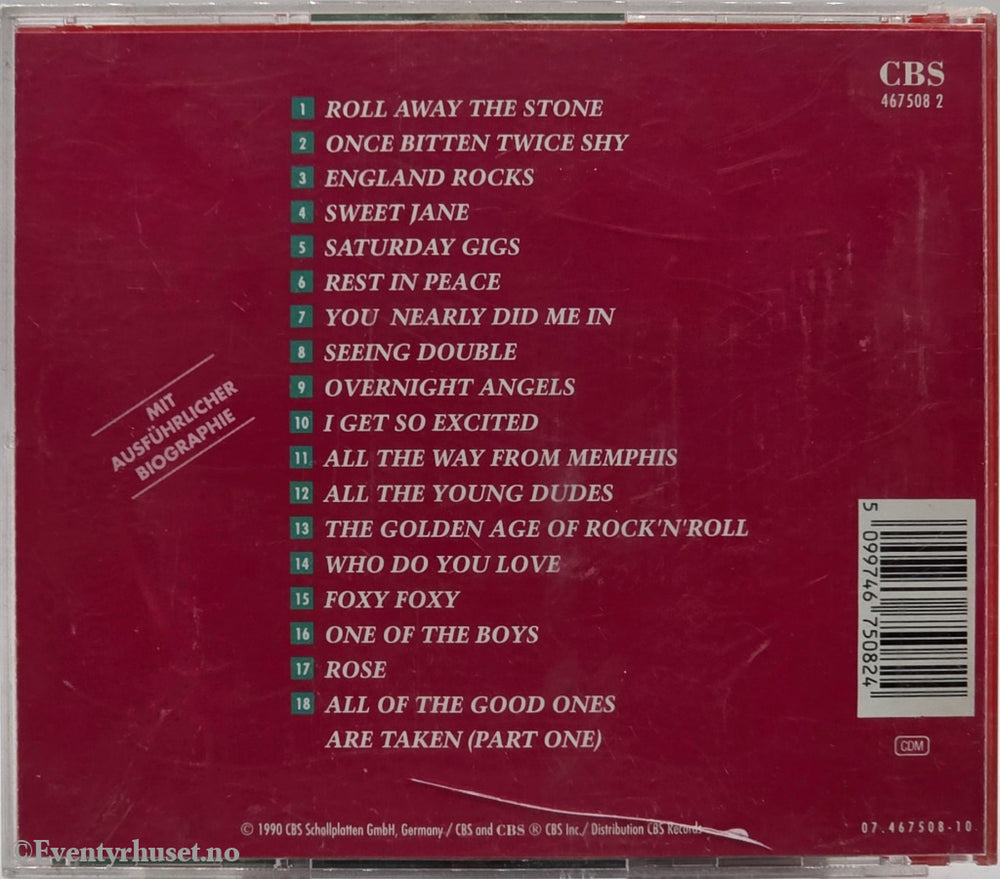 CBS
467508 2
1 ROLL AWAY THE STONE
2 ONCE BITTEN TWICE SHY
3 ENGLAND ROCKS
4 SWEET JANE
5 SATURDAY GIGS
6 REST IN PEACE
7 YOU NEARLY DID ME IN
8 SEEING DOUBLE
9 OVERNIGHT ANGELS
10 I GET SO EXCITED
11 ALL THE WAY FROM MEMPHIS
12 ALL THE YOUNG DUDES
13 THE GOLDEN AGE OF ROCK'N'ROLL
14 WHO DO YOU LOVE
15 FOXY FOXY
16 ONE OF THE BOYS
17 ROSE
18 ALL OF THE GOOD ONES
ARE TAKEN (PART ONE)
MIT
AUSFÜHRLICHER
BIOGRAPHIE
5 099746 750824
CDM
© 1990 CBS Schallplatten GmbH, Germany / CBS and CBS ® CBS Inc./ Distribution CBS Records
07.467508-10
©Eventyrhuset.no